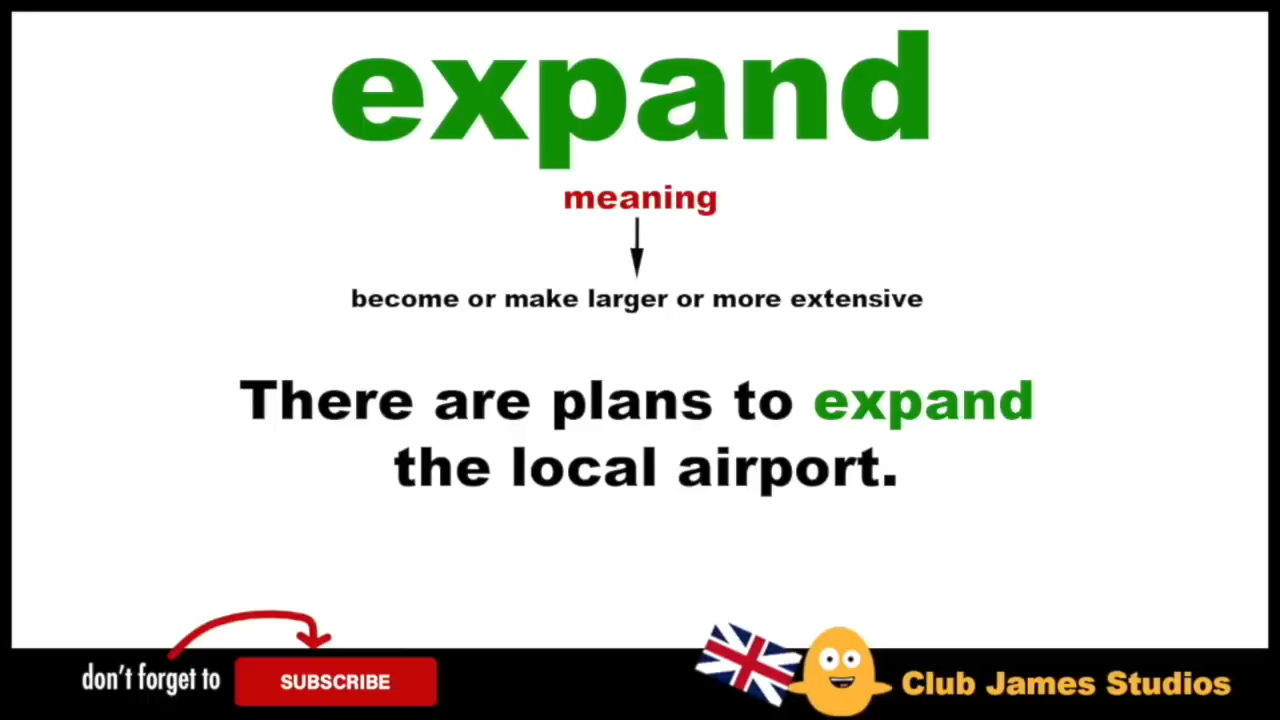 expand
meaning
become or make larger or more extensive
There are plans to expand
the local airport.
don't forget to SUBSCRIBE
Club James Studios